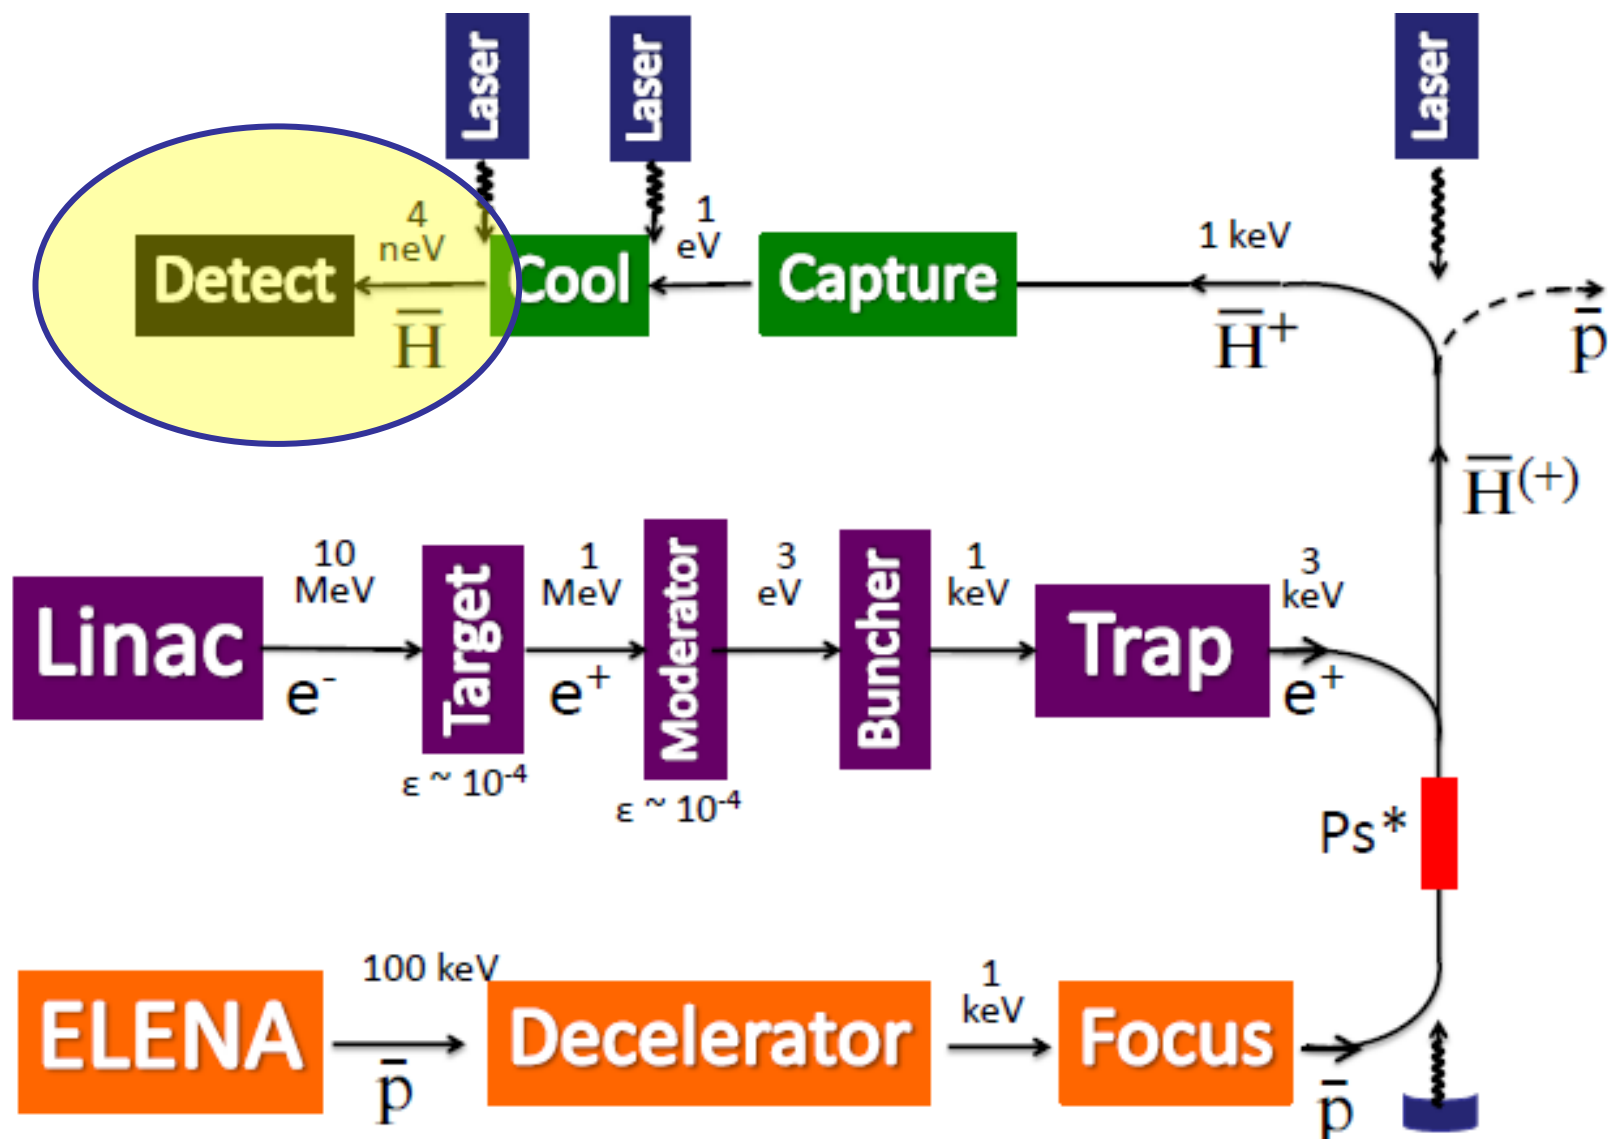 Laser
Laser
Laser
4
neV
1
eV
1 keV
Detect
Cool
Capture
H̅
H̅⁺
p̄
H̅⁽⁺⁾
10
MeV
1
MeV
3
eV
1
keV
3
keV
Linac
Target
Moderator
Buncher
Trap
e⁻
e⁺
e⁺
ε ~ 10⁻⁴
ε ~ 10⁻⁴
Ps*
100 keV
1
keV
ELENA
Decelerator
Focus
p̄
p̄